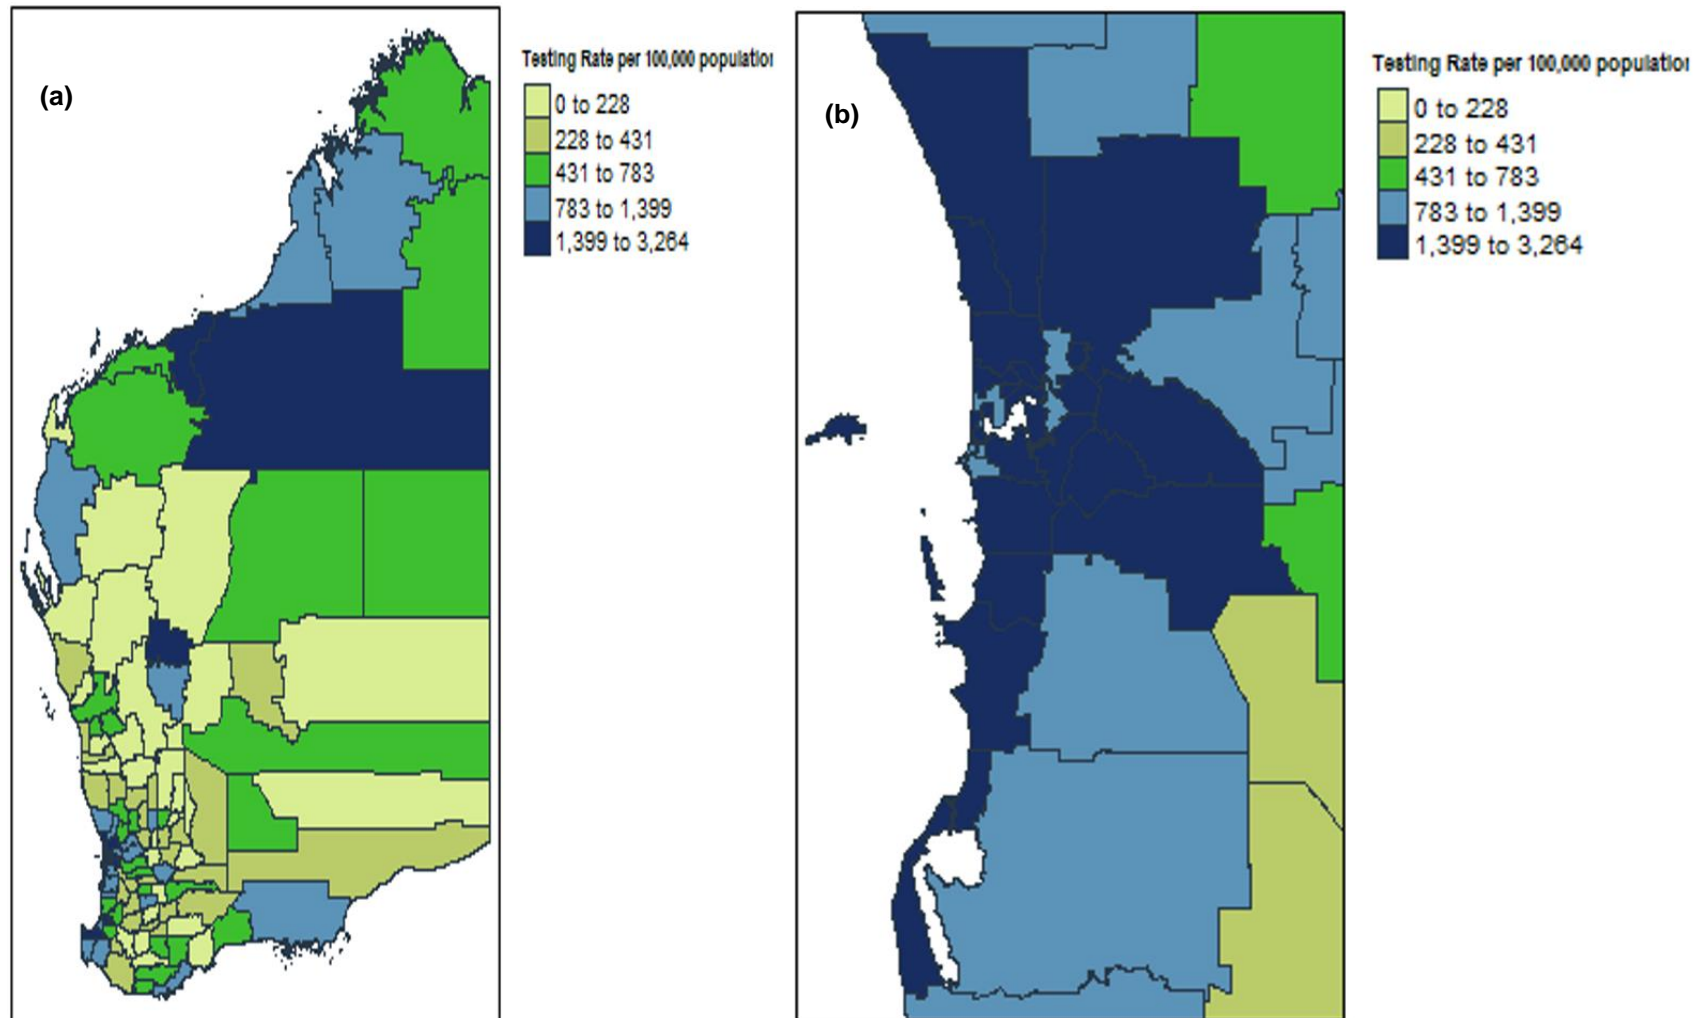 (a)
Testing Rate per 100,000 population
0 to 228
228 to 431
431 to 783
783 to 1,399
1,399 to 3,264
(b)
Testing Rate per 100,000 population
0 to 228
228 to 431
431 to 783
783 to 1,399
1,399 to 3,264